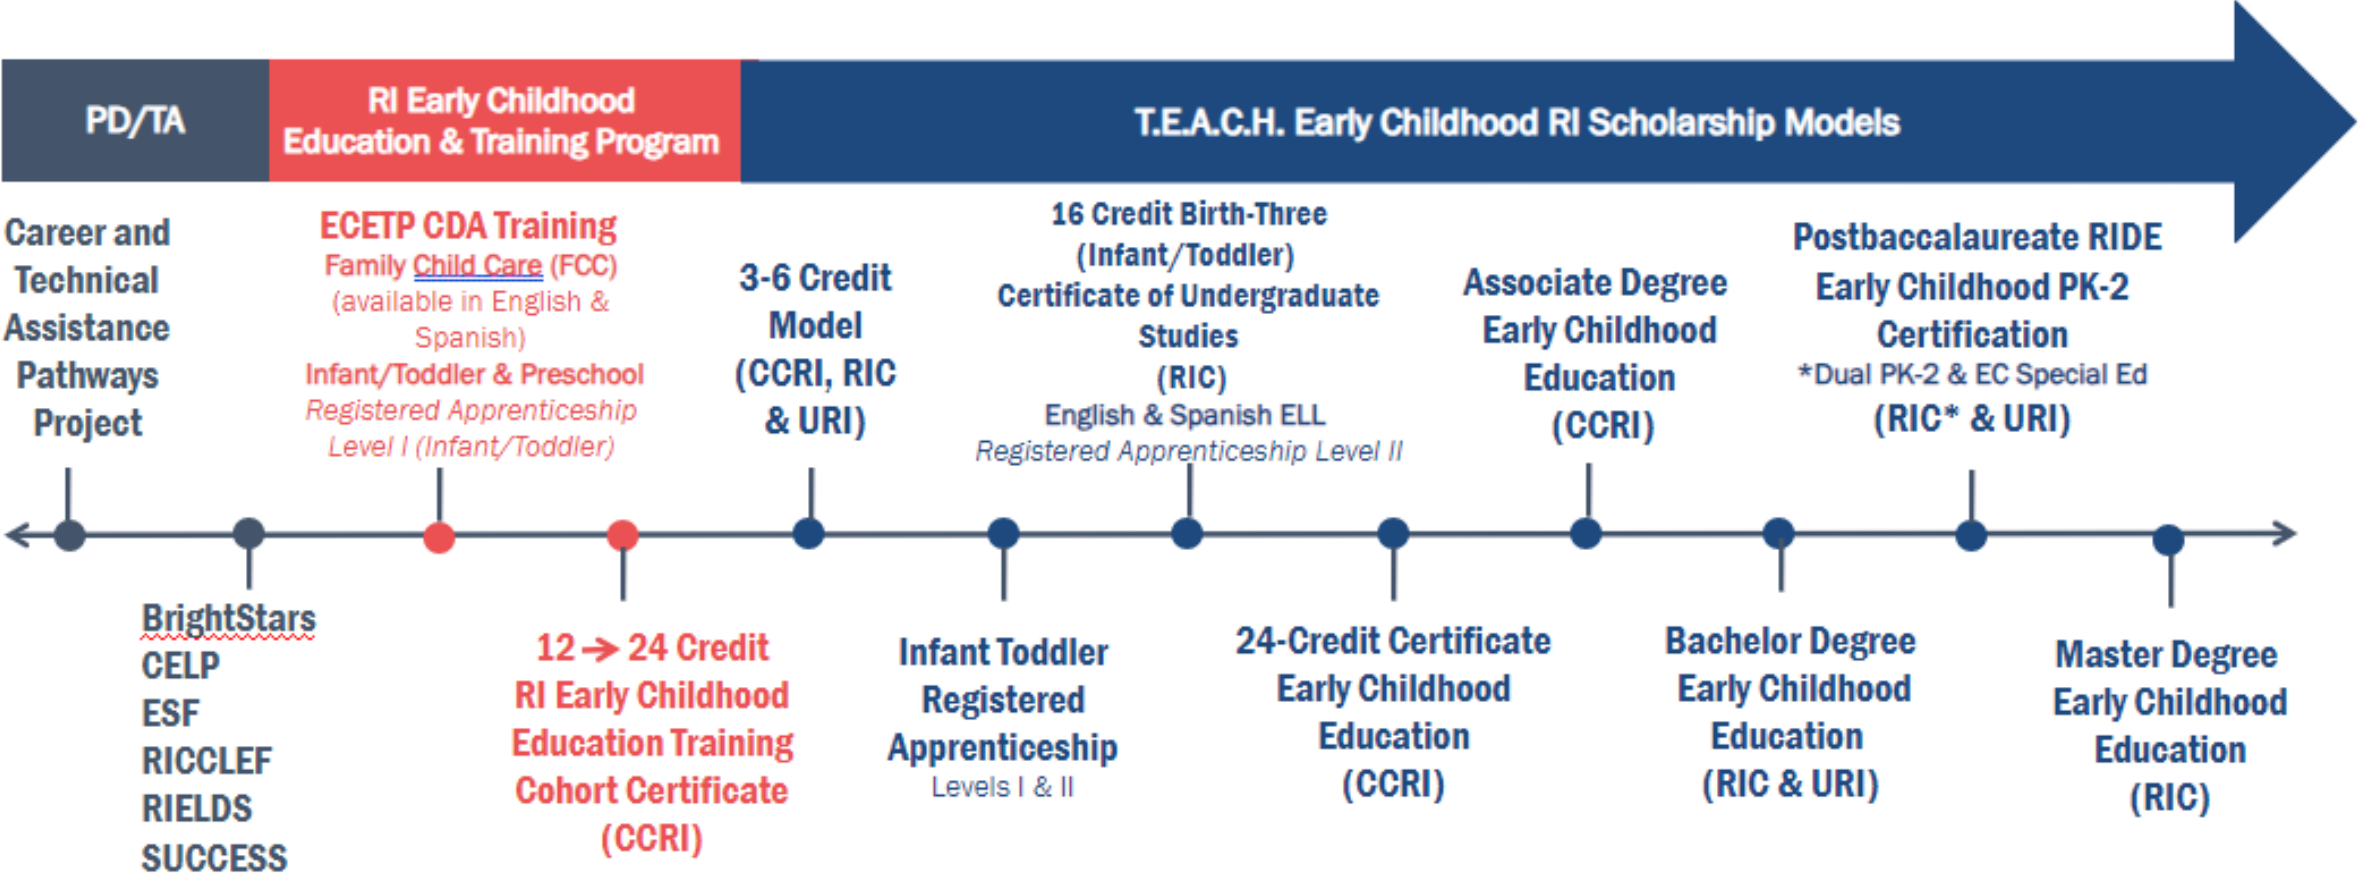 PD/TA
RI Early Childhood
Education & Training Program
T.E.A.C.H. Early Childhood RI Scholarship Models
Career and
Technical
Assistance
Pathways
Project
ECETP CDA Training
Family Child Care (FCC)
(available in English &
Spanish)
Infant/Toddler & Preschool
Registered Apprenticeship
Level I (Infant/Toddler)
3-6 Credit
Model
(CCRI, RIC
& URI)
16 Credit Birth-Three
(Infant/Toddler)
Certificate of Undergraduate
Studies
(RIC)
English & Spanish ELL
Registered Apprenticeship Level II
Associate Degree
Early Childhood
Education
(CCRI)
Postbaccalaureate RIDE
Early Childhood PK-2
Certification
*Dual PK-2 & EC Special Ed
(RIC* & URI)
BrightStars
CELP
ESF
RICCLEF
RIELDS
SUCCESS
12 → 24 Credit
RI Early Childhood
Education Training
Cohort Certificate
(CCRI)
Infant Toddler
Registered
Apprenticeship
Levels I & II
24-Credit Certificate
Early Childhood
Education
(CCRI)
Bachelor Degree
Early Childhood
Education
(RIC & URI)
Master Degree
Early Childhood
Education
(RIC)